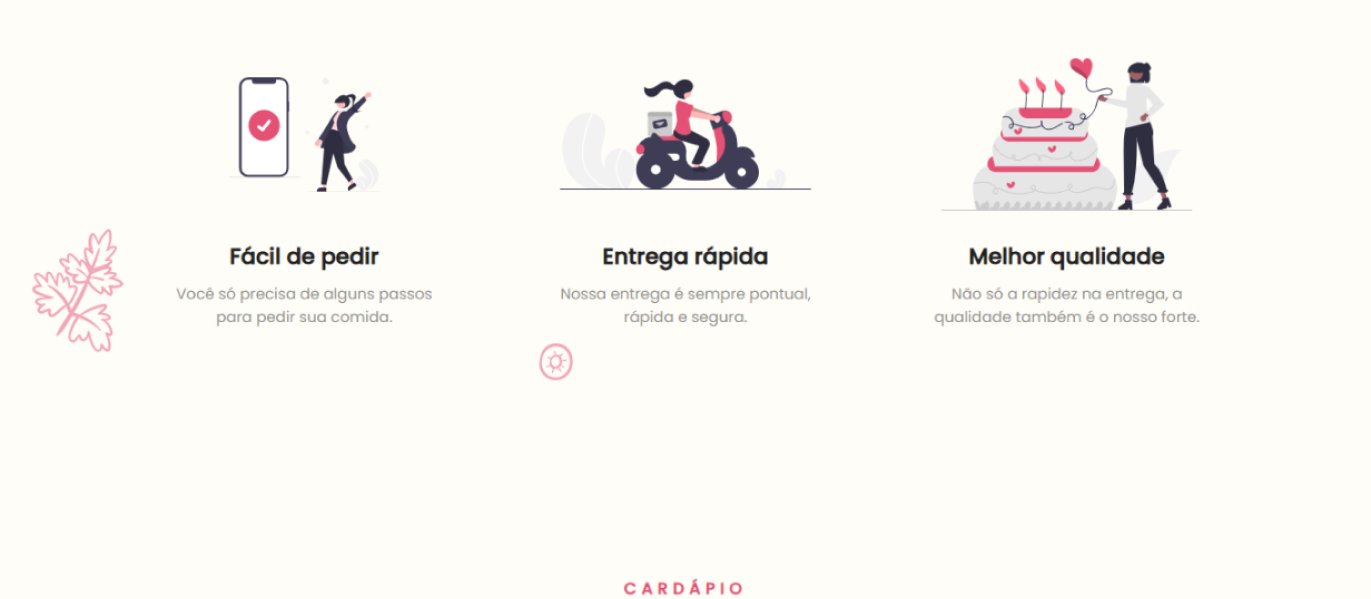 Fácil de pedir
Você só precisa de alguns passos
para pedir sua comida.
Entrega rápida
Nossa entrega é sempre pontual,
rápida e segura.
Melhor qualidade
Não só a rapidez na entrega, a
qualidade também é o nosso forte.
CARDÁPIO